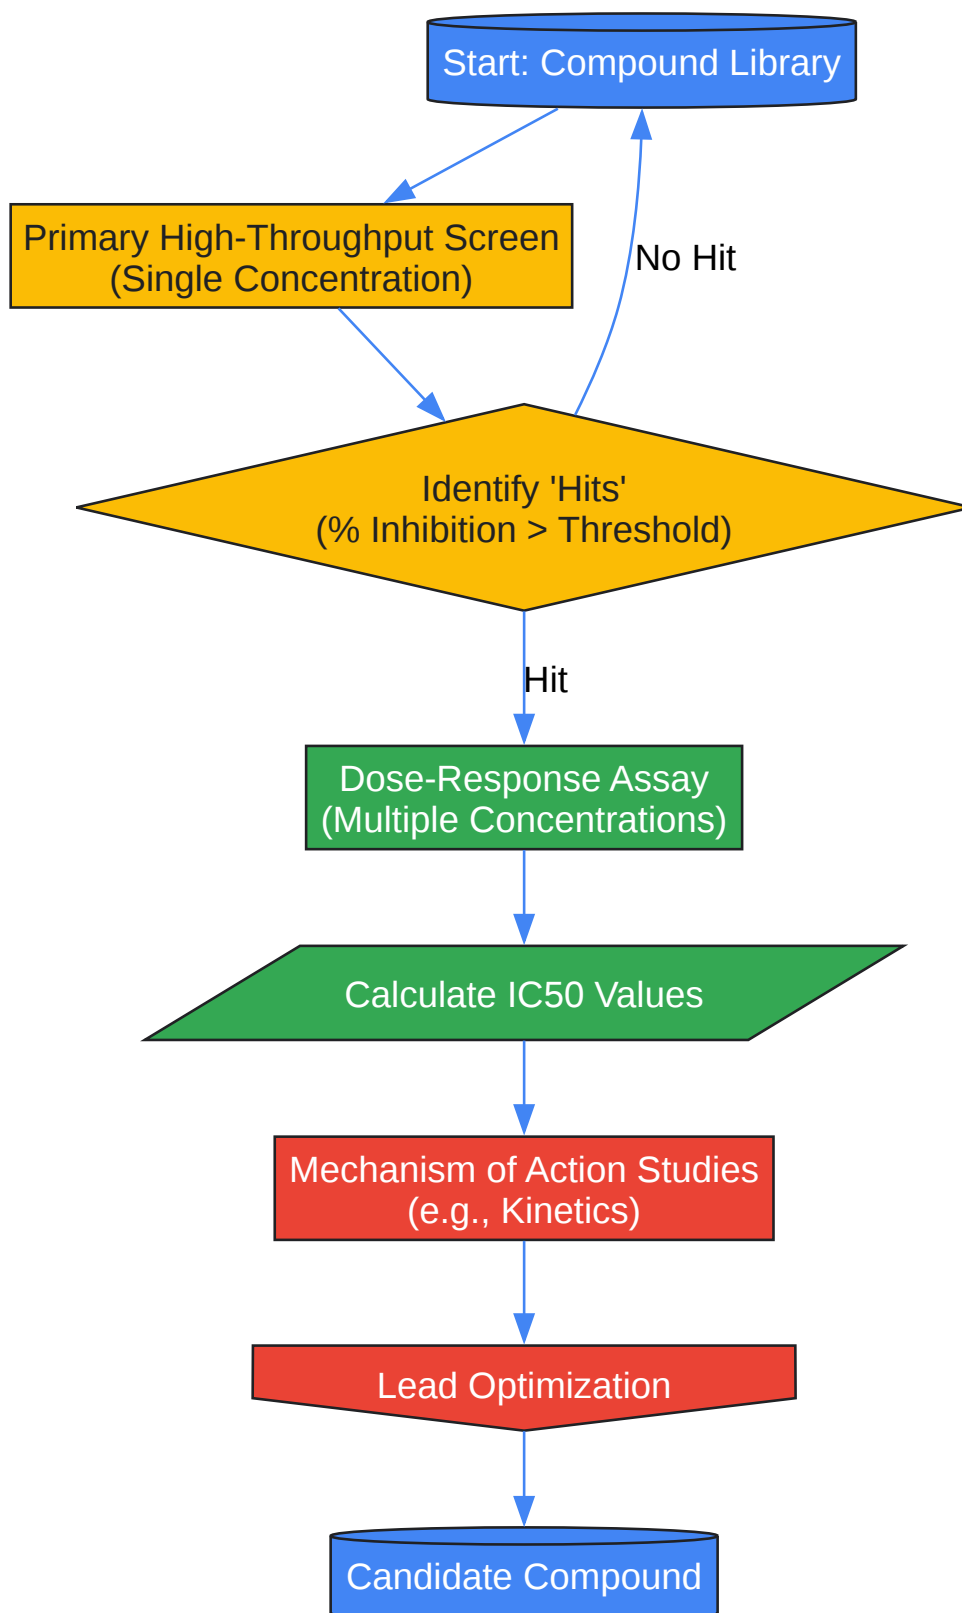 Start: Compound Library
Primary High-Throughput Screen
(Single Concentration)
No Hit
Identify 'Hits'
(% Inhibition > Threshold)
Hit
Dose-Response Assay
(Multiple Concentrations)
Calculate IC50 Values
Mechanism of Action Studies
(e.g., Kinetics)
Lead Optimization
Candidate Compound